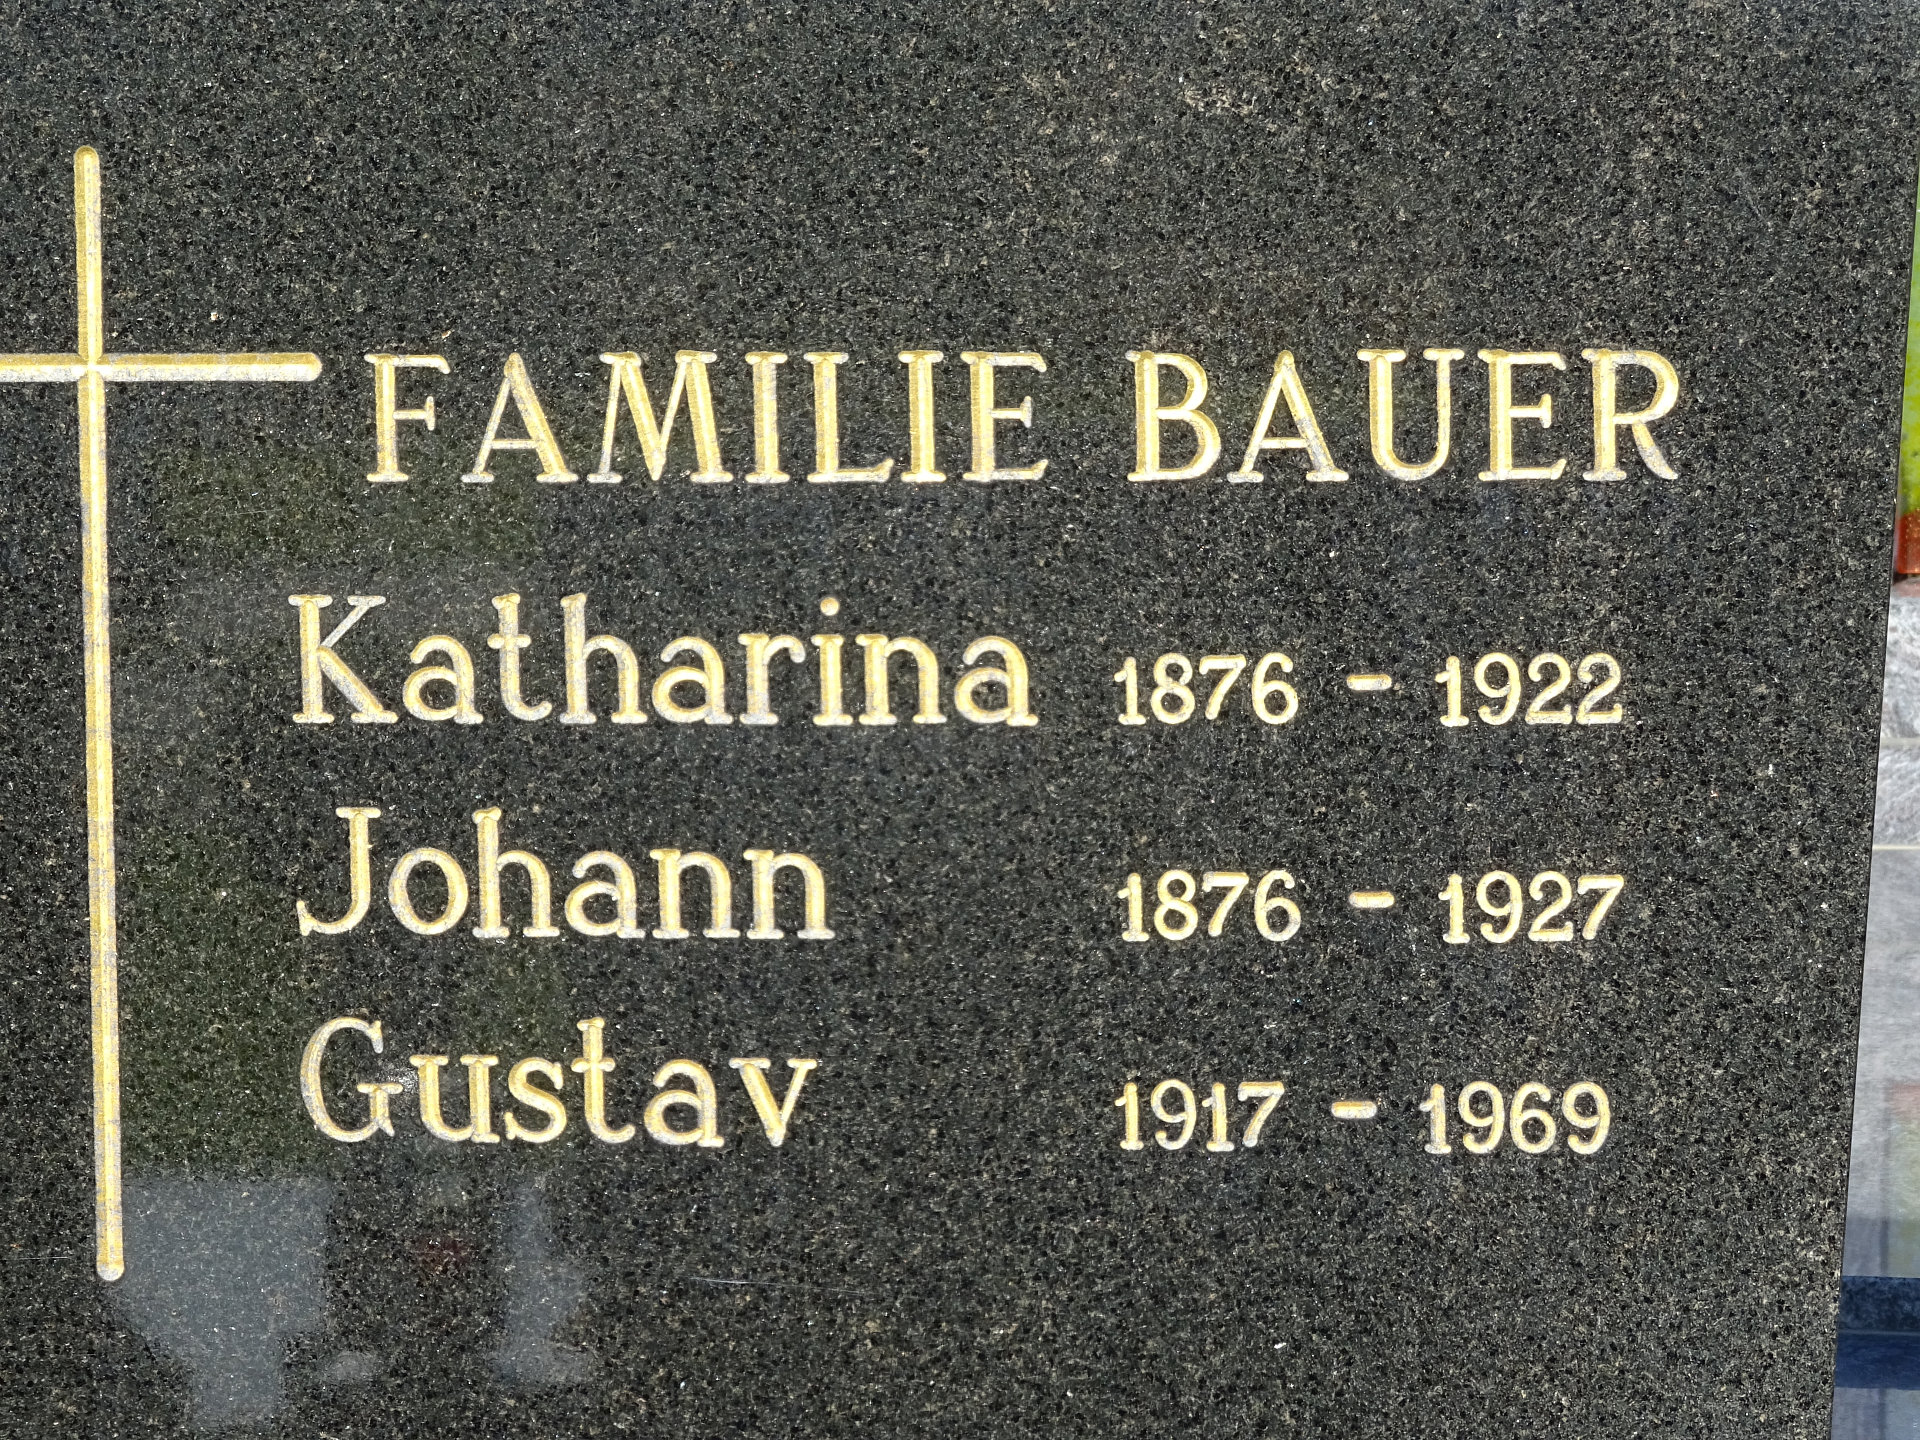 FAMILIE BAUER
Katharina 1876 - 1922
Johann 1876 - 1927
Gustav 1917 - 1969